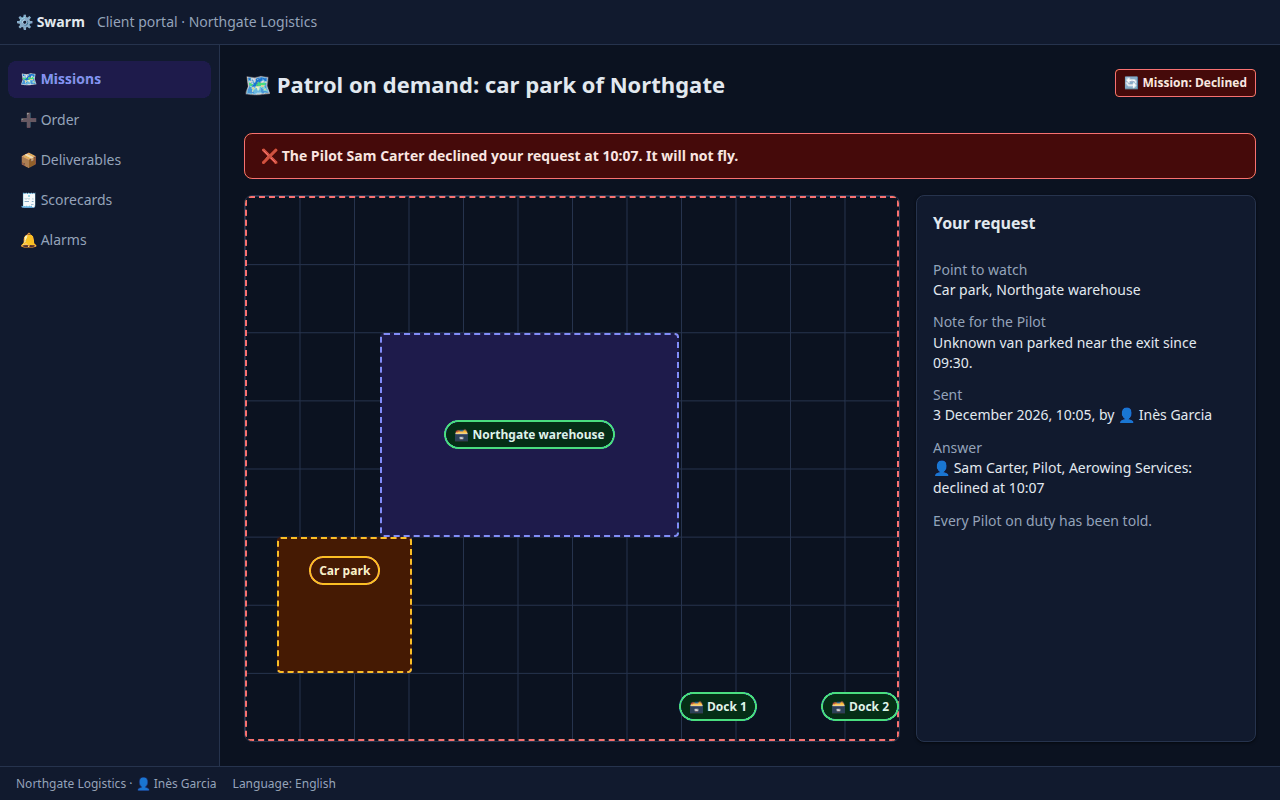 ⚙️ Swarm Client portal · Northgate Logistics
🗺️ Missions
➕ Order
📦 Deliverables
🧾 Scorecards
🔔 Alarms
🗺️ Patrol on demand: car park of Northgate
🔄 Mission: Declined
❌ The Pilot Sam Carter declined your request at 10:07. It will not fly.
🗃️ Northgate warehouse
Car park
🗃️ Dock 1
🗃️ Dock 2
Your request
Point to watch
Car park, Northgate warehouse
Note for the Pilot
Unknown van parked near the exit since
09:30.
Sent
3 December 2026, 10:05, by 👤 Inès Garcia
Answer
👤 Sam Carter, Pilot, Aerowing Services:
declined at 10:07
Every Pilot on duty has been told.
Northgate Logistics · 👤 Inès Garcia Language: English